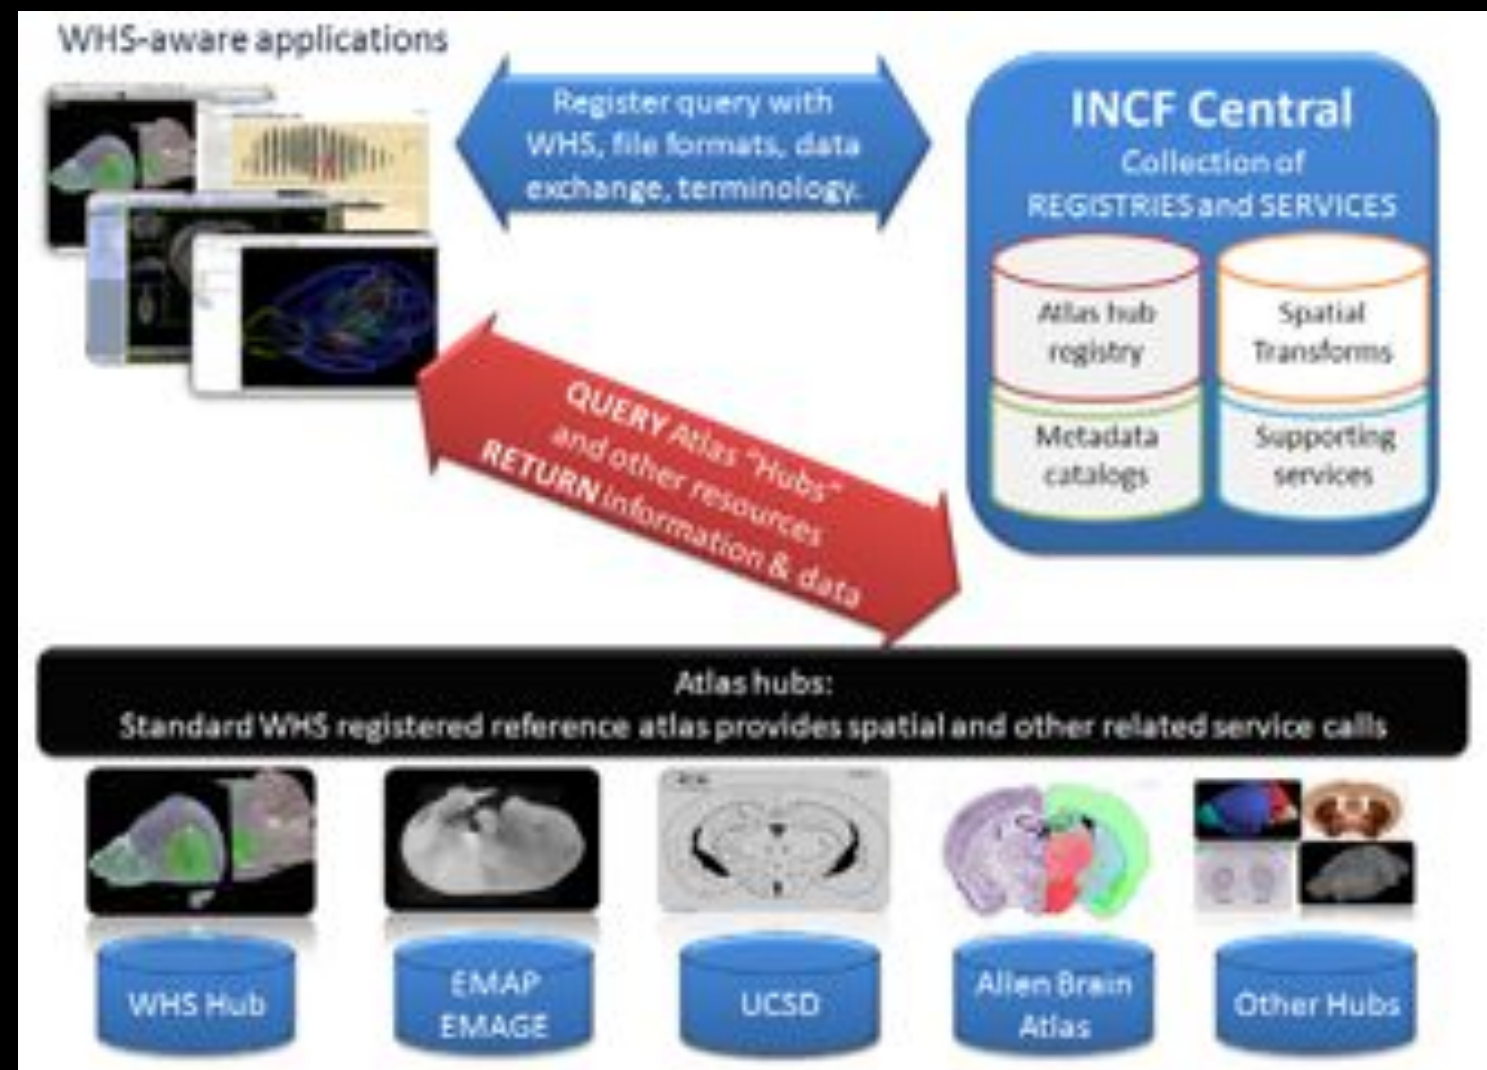 WHS-aware applications
Register query with
WHS, file formats, data
exchange, terminology.
INCF Central
Collection of
REGISTRIES and SERVICES
Atlas hub
registry
Spatial
Transforms
Metadata
catalogs
Supporting
services
QUERY Atlas "Hubs"
and other resources
RETURN information & data
Atlas hubs:
Standard WHS registered reference atlas provides spatial and other related service calls
WHS Hub
EMAP
EMAGE
UCSD
Allen Brain
Atlas
Other Hubs